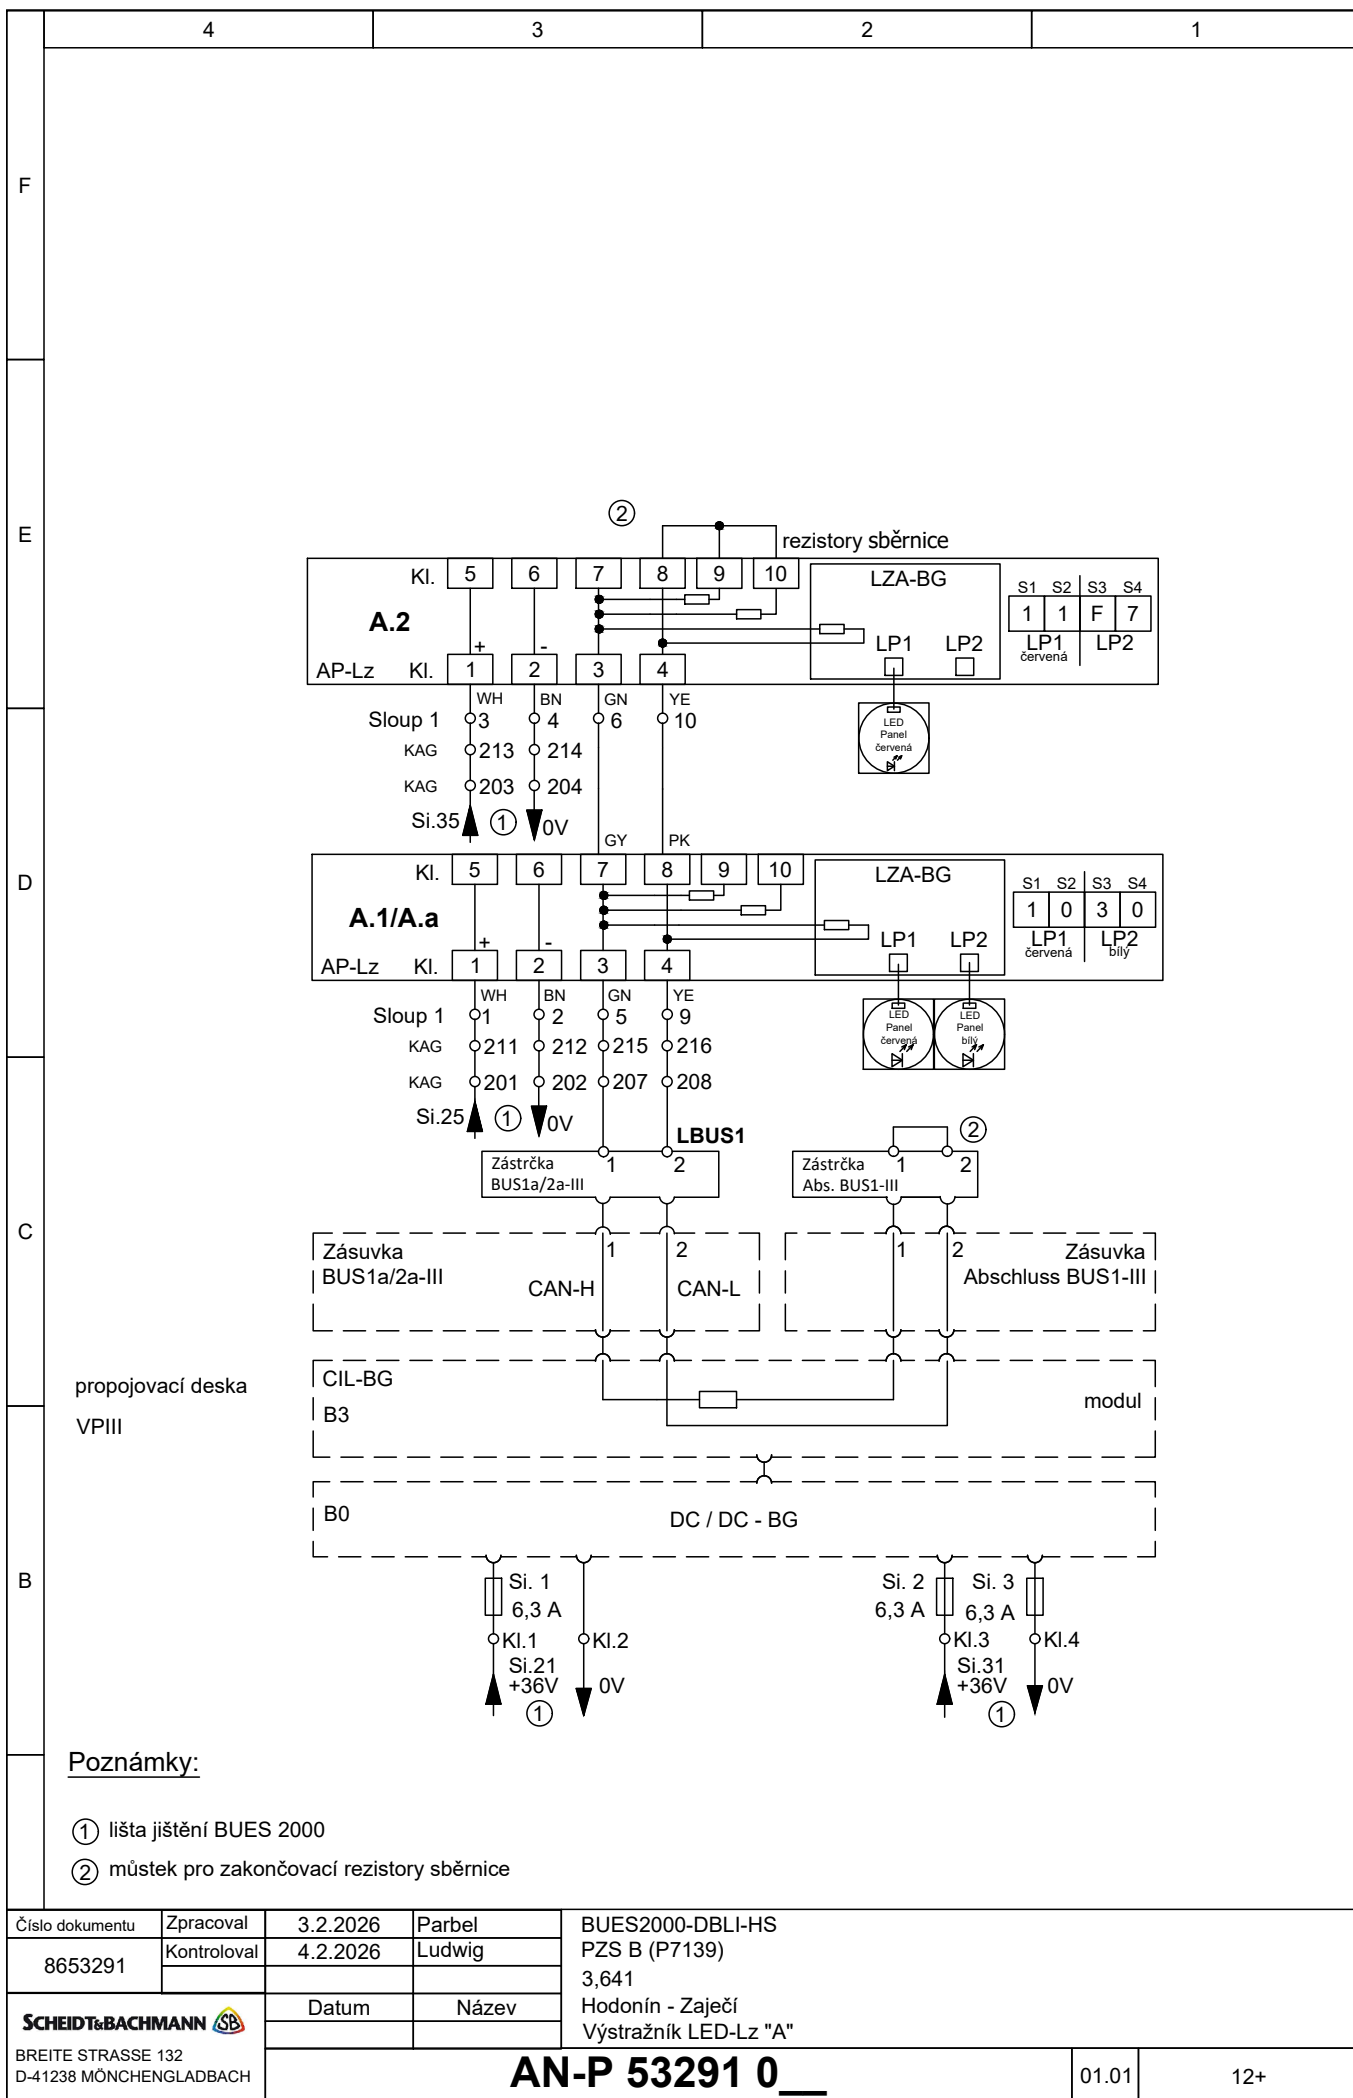 4 3 2 1
F
E
D
C
B
②
rezistory sběrnice
Kl. 5 6 7 8 9 10
LZA-BG
S1 S2 S3 S4
1 1 F 7
A.2
LP1 LP2
LP1 LP2
červená
+ -
AP-Lz Kl. 1 2 3 4
WH BN GN YE
Sloup 1 3 4 6 10
LED
Panel
červená
KAG 213 214
KAG 203 204
Si.35 ① 0V
GY PK
Kl. 5 6 7 8 9 10
LZA-BG
S1 S2 S3 S4
1 0 3 0
A.1/A.a
LP1 LP2
LP1 LP2
červená bílý
+ -
AP-Lz Kl. 1 2 3 4
WH BN GN YE
Sloup 1 1 2 5 9
LED
Panel
červená
LED
Panel
bílý
KAG 211 212 215 216
KAG 201 202 207 208
Si.25 ① 0V
LBUS1
②
Zástrčka 1 2
BUS1a/2a-III
Zástrčka 1 2
Abs. BUS1-III
Zásuvka 1 2
BUS1a/2a-III
CAN-H CAN-L
1 2 Zásuvka
Abschluss BUS1-III
propojovací deska
VPIII
CIL-BG
B3
modul
B0
DC / DC - BG
Si. 1
6,3 A
Kl.1 Kl.2
Si.21
+36V 0V
①
Si. 2 Si. 3
6,3 A 6,3 A
Kl.3 Kl.4
Si.31
+36V 0V
①
Poznámky:
① lišta jištění BUES 2000
② můstek pro zakončovací rezistory sběrnice
Číslo dokumentu Zpracoval 3.2.2026 Parbel
8653291 Kontroloval 4.2.2026 Ludwig
Datum Název
BUES2000-DBLI-HS
PZS B (P7139)
3,641
Hodonín - Zaječí
Výstražník LED-Lz "A"
SCHEIDT&BACHMANN SB
BREITE STRASSE 132
D-41238 MÖNCHENGLADBACH
AN-P 53291 0__
01.01 12+